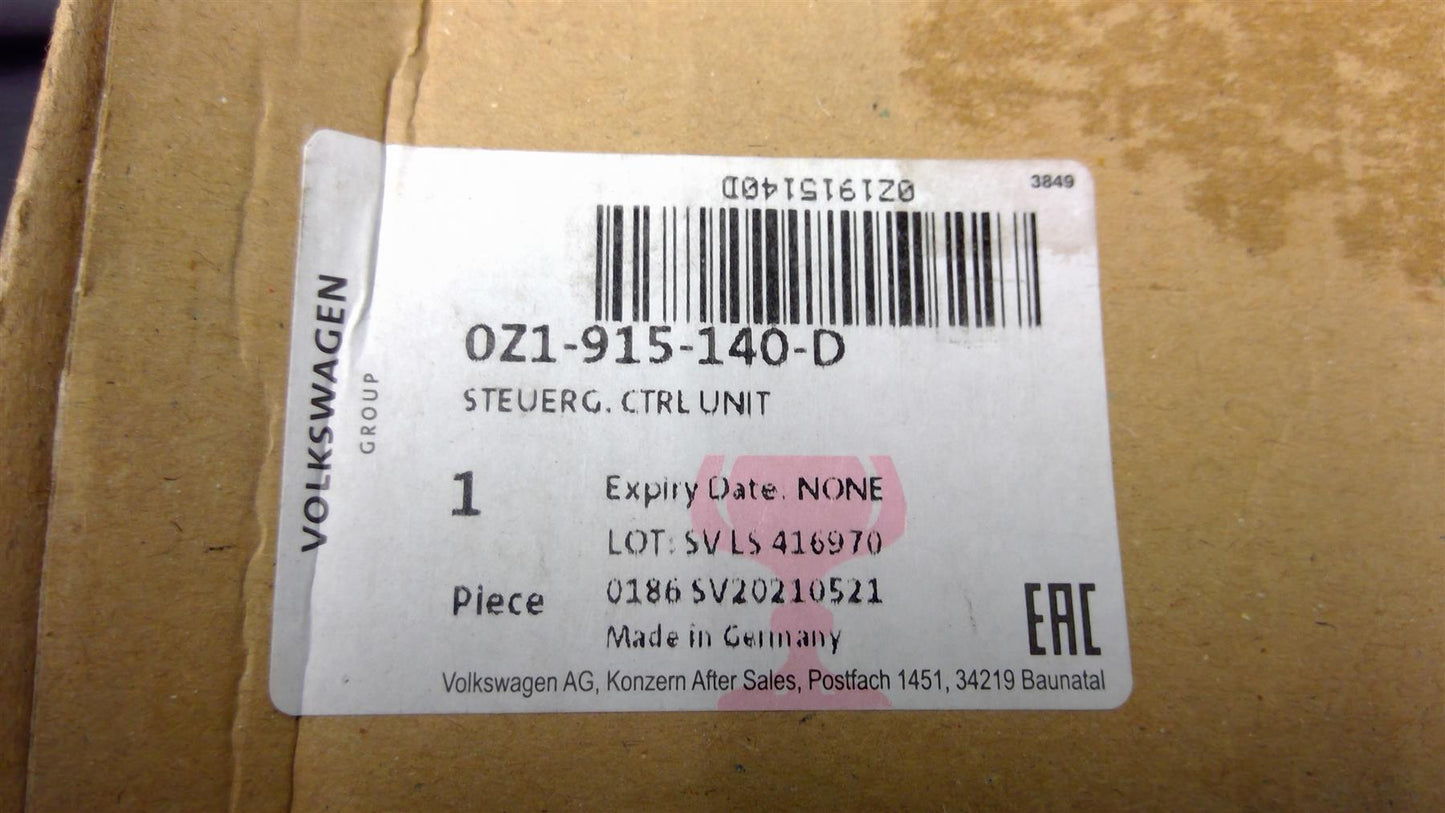 0Z1915140D
3849
VOLKSWAGEN
GROUP
0Z1-915-140-D
STEUERG. CTRL UNIT
1
Piece
Expiry Date. NONE
LOT: SV LS 416970
0186 SV20210521
Made in Germany
EAC
Volkswagen AG, Konzern After Sales, Postfach 1451, 34219 Baunatal